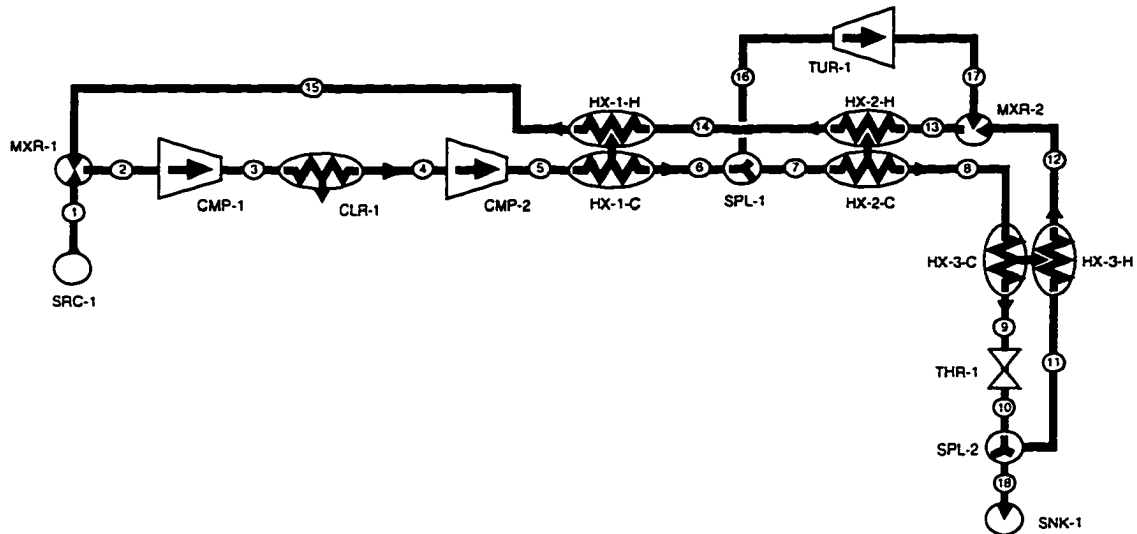 TUR-1
16
17
15
HX-1-H
HX-2-H
MXR-2
14
13
MXR-1
12
2
3
4
5
6
7
8
CMP-1
CLR-1
CMP-2
HX-1-C
SPL-1
HX-2-C
1
HX-3-C
HX-3-H
SRC-1
9
THR-1
11
10
SPL-2
18
SNK-1